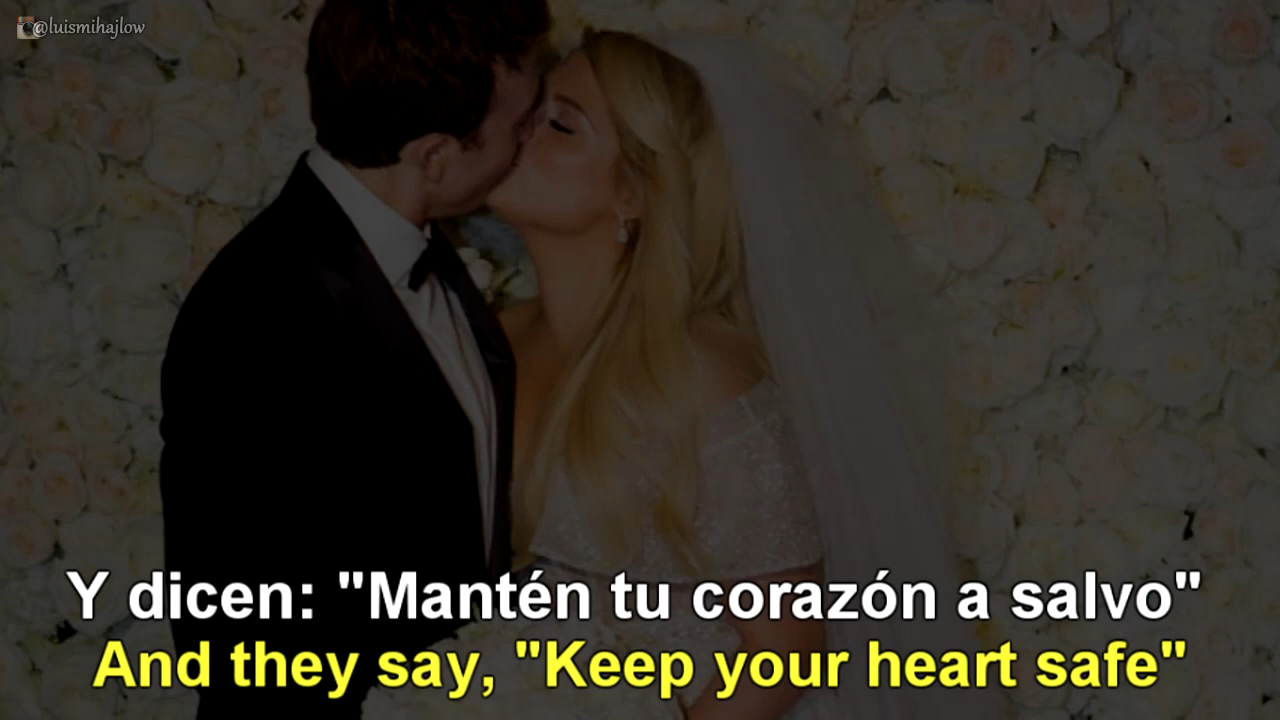 @luismihajlow
Y dicen: "Mantén tu corazón a salvo"
And they say, "Keep your heart safe"